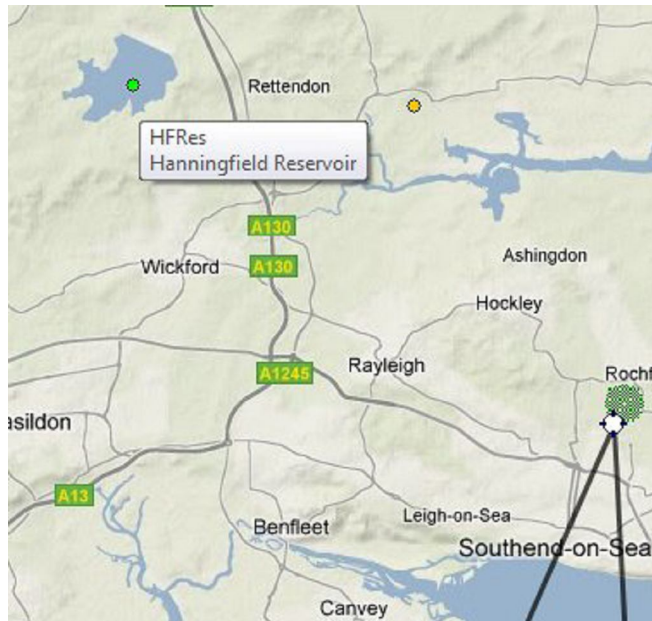 Rettendon
HFRes
Hanningfield Reservoir
A130
Ashingdon
Wickford
A130
Hockley
Rayleigh
A1245
Rochf
asildon
A13
Leigh-on-Sea
Benfleet
Southend-on-Sea
Canvey